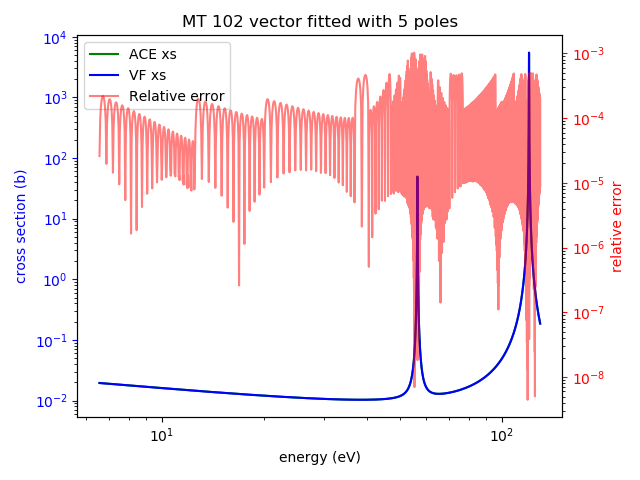 MT 102 vector fitted with 5 poles
ACE xs
VF xs
Relative error
10⁴
10³
10²
10¹
10⁰
10⁻¹
10⁻²
cross section (b)
10⁻³
10⁻⁴
10⁻⁵
10⁻⁶
10⁻⁷
10⁻⁸
relative error
10¹
10²
energy (eV)